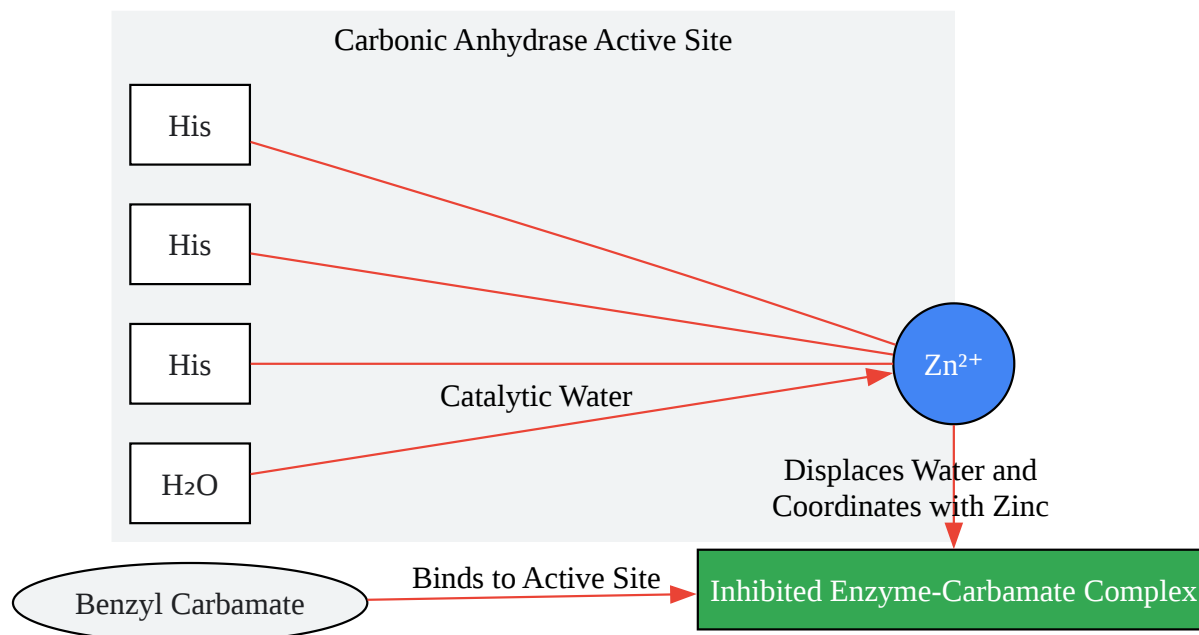 Carbonic Anhydrase Active Site
His
His
His
Zn²⁺
Catalytic Water
H₂O
Displaces Water and
Coordinates with Zinc
Binds to Active Site
Inhibited Enzyme-Carbamate Complex
Benzyl Carbamate